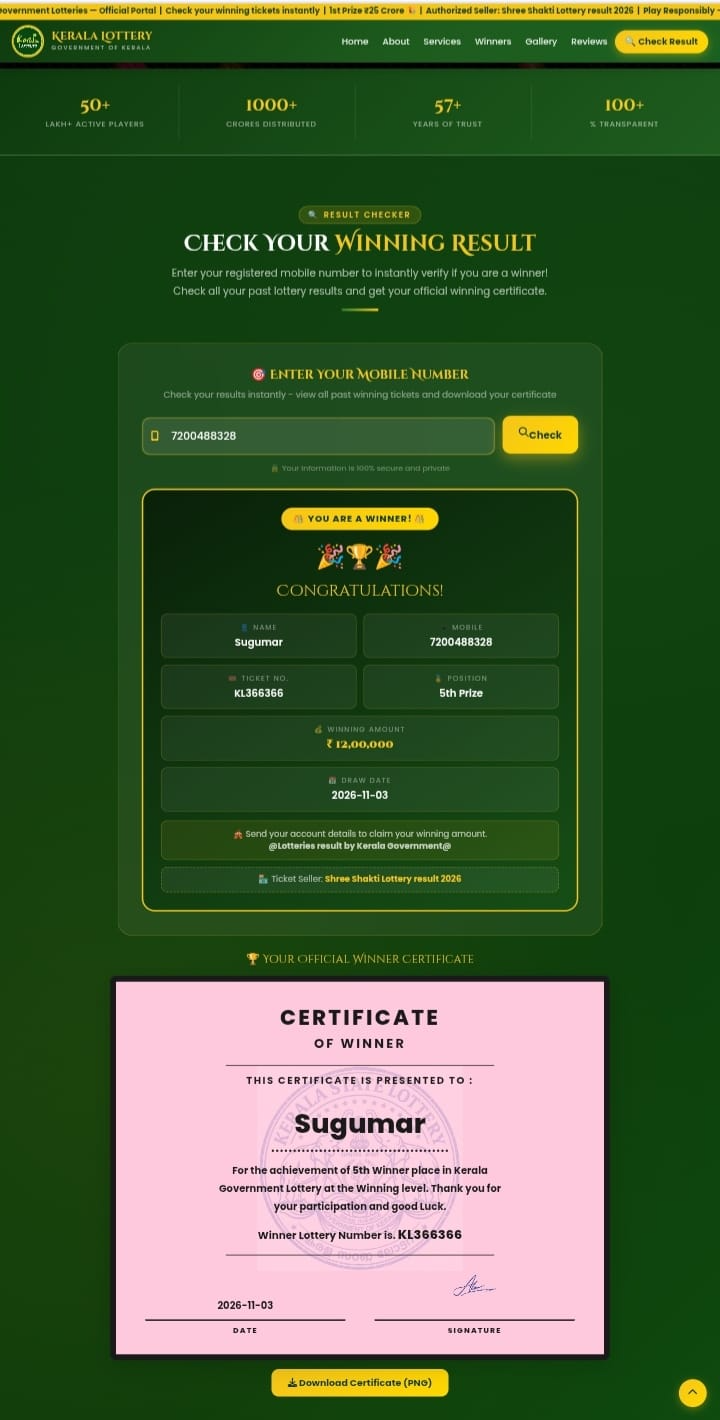 Government Lotteries — Official Portal | Check your winning tickets instantly | 1st Prize ₹25 Crore 🎉 | Authorized Seller: Shree Shakti Lottery result 2026 | Play Responsibly
KERALA LOTTERY
GOVERNMENT OF KERALA
Home About Services Winners Gallery Reviews 🔍 Check Result
50+ 1000+ 57+ 100+
LAKH+ ACTIVE PLAYERS CRORES DISTRIBUTED YEARS OF TRUST % TRANSPARENT
🔍 RESULT CHECKER
CHECK YOUR WINNING RESULT
Enter your registered mobile number to instantly verify if you are a winner!
Check all your past lottery results and get your official winning certificate.
🎯 ENTER YOUR MOBILE NUMBER
Check your results instantly - view all past winning tickets and download your certificate
7200488328 Check
🔒 Your information is 100% secure and private
🎊 YOU ARE A WINNER! 🎊
🎉🏆🎉
CONGRATULATIONS!
👤 NAME
Sugumar
📱 MOBILE
7200488328
🎟️ TICKET NO.
KL366366
🏅 POSITION
5th Prize
💰 WINNING AMOUNT
₹ 12,00,000
📅 DRAW DATE
2026-11-03
🎪 Send your account details to claim your winning amount.
@Lotteries result by Kerala Government@
🏪 Ticket Seller: Shree Shakti Lottery result 2026
🏆 YOUR OFFICIAL WINNER CERTIFICATE
CERTIFICATE
OF WINNER
THIS CERTIFICATE IS PRESENTED TO :
KERALA STATE LOTTERY
Sugumar
For the achievement of 5th Winner place in Kerala
Government Lottery at the Winning level. Thank you for
your participation and good Luck.
Winner Lottery Number is. KL366366
2026-11-03
DATE SIGNATURE
Download Certificate (PNG)